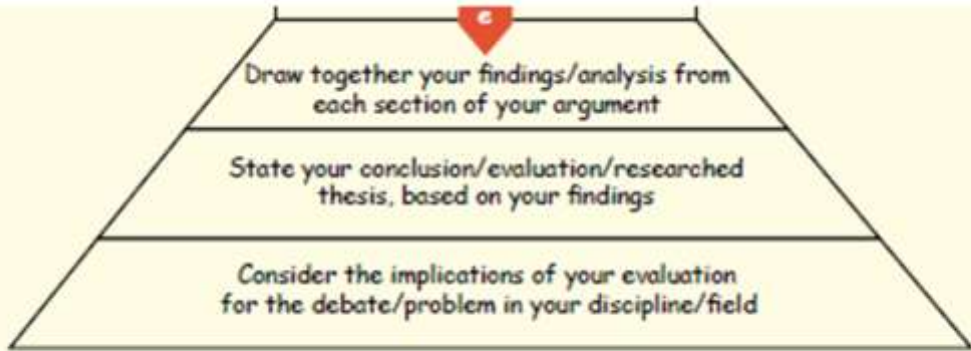 e
Draw together your findings/analysis from
each section of your argument
State your conclusion/evaluation/researched
thesis, based on your findings
Consider the implications of your evaluation
for the debate/problem in your discipline/field